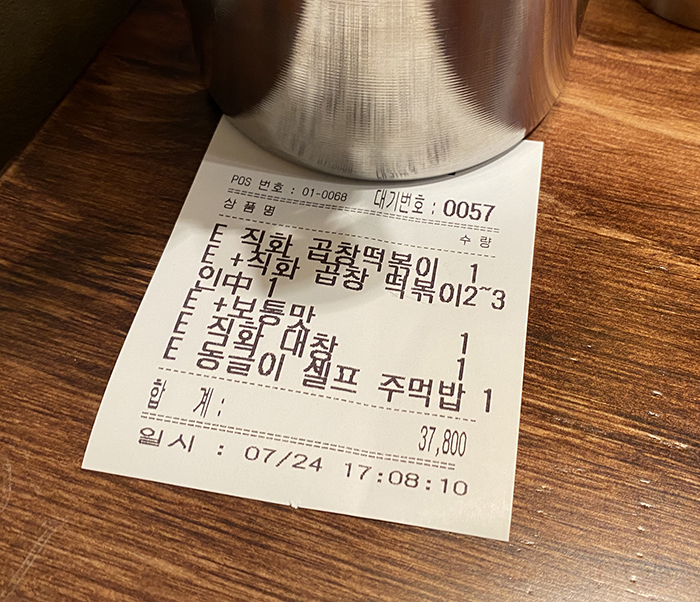 POS 번호 : 01-0068 대기번호 : 0057
상품명 수량
E 직화 곱창떡볶이 1
E +직화 곱창 떡볶이2~3
인中 1
E +보통맛 1
E 직화 대창 1
E 동글이 셀프 주먹밥 1
합 계 : 37,800
일시 : 07/24 17:08:10